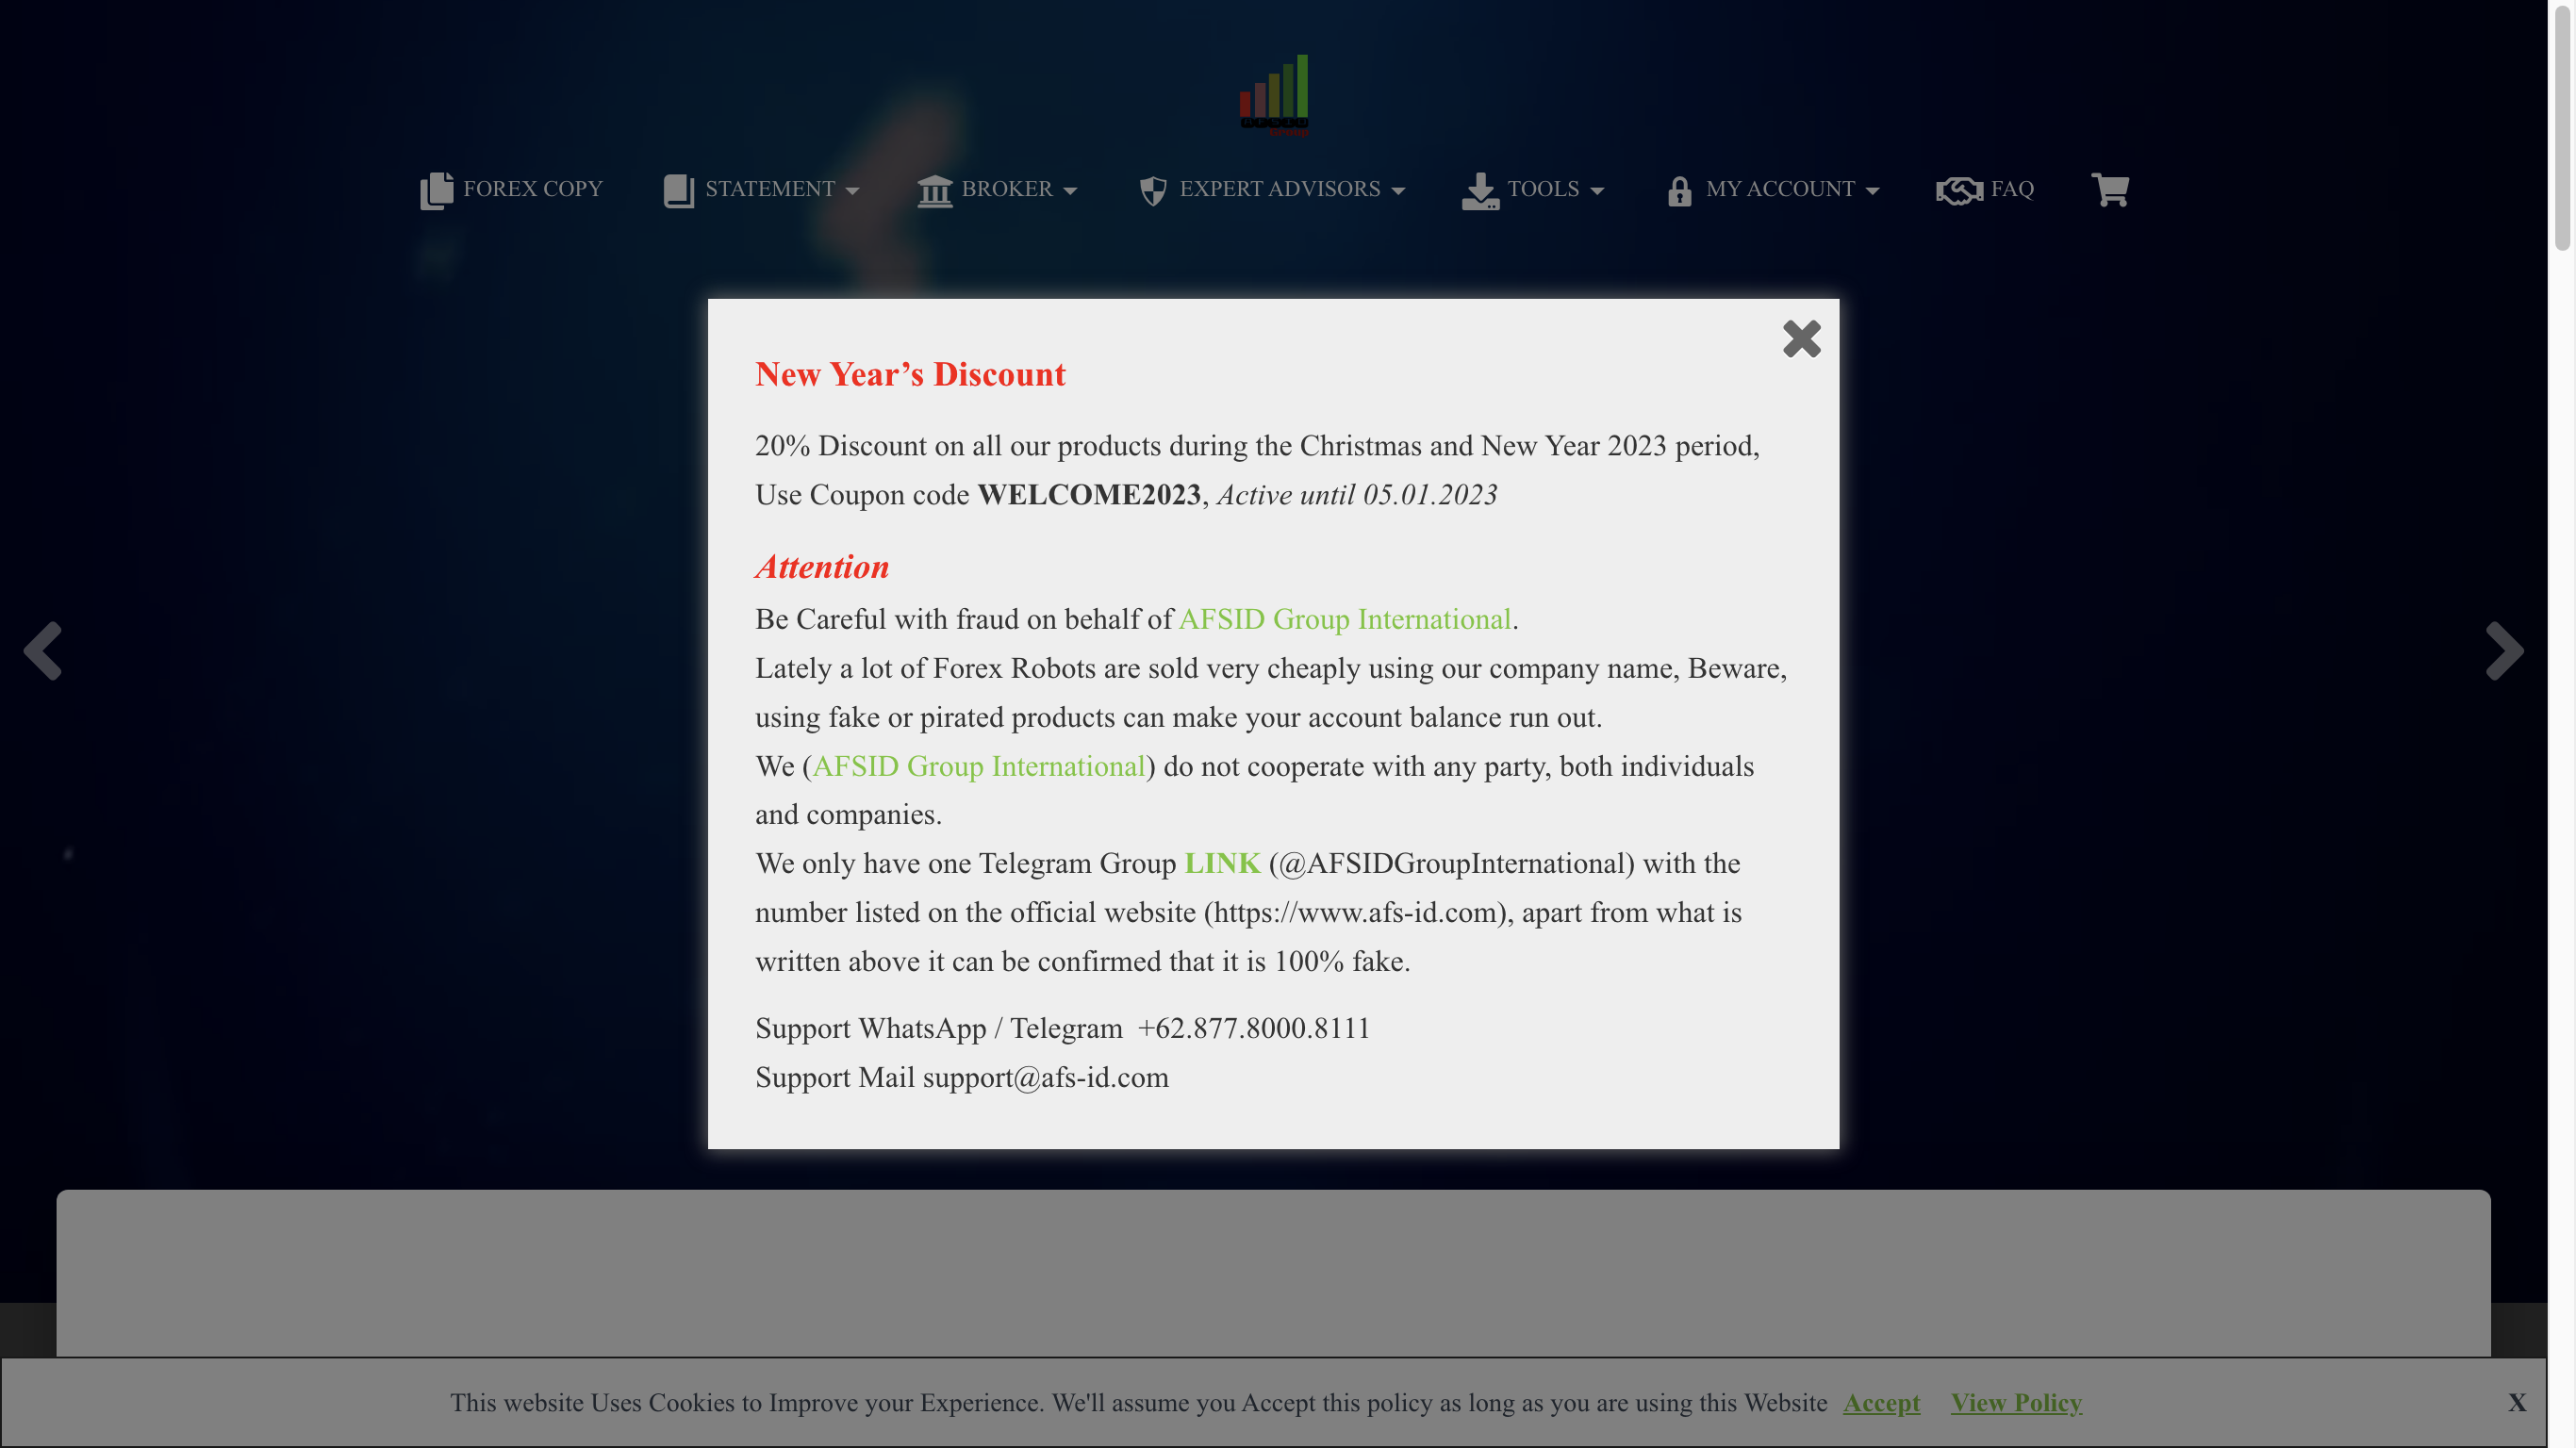 Group
FOREX COPY
STATEMENT
BROKER
EXPERT ADVISORS
TOOLS
MY ACCOUNT
FAQ
New Year’s Discount
20% Discount on all our products during the Christmas and New Year 2023 period,
Use Coupon code WELCOME2023, Active until 05.01.2023
Attention
Be Careful with fraud on behalf of AFSID Group International.
Lately a lot of Forex Robots are sold very cheaply using our company name, Beware,
using fake or pirated products can make your account balance run out.
We (AFSID Group International) do not cooperate with any party, both individuals
and companies.
We only have one Telegram Group LINK (@AFSIDGroupInternational) with the
number listed on the official website (https://www.afs-id.com), apart from what is
written above it can be confirmed that it is 100% fake.
Support WhatsApp / Telegram +62.877.8000.8111
Support Mail support@afs-id.com
This website Uses Cookies to Improve your Experience. We'll assume you Accept this policy as long as you are using this Website Accept View Policy X